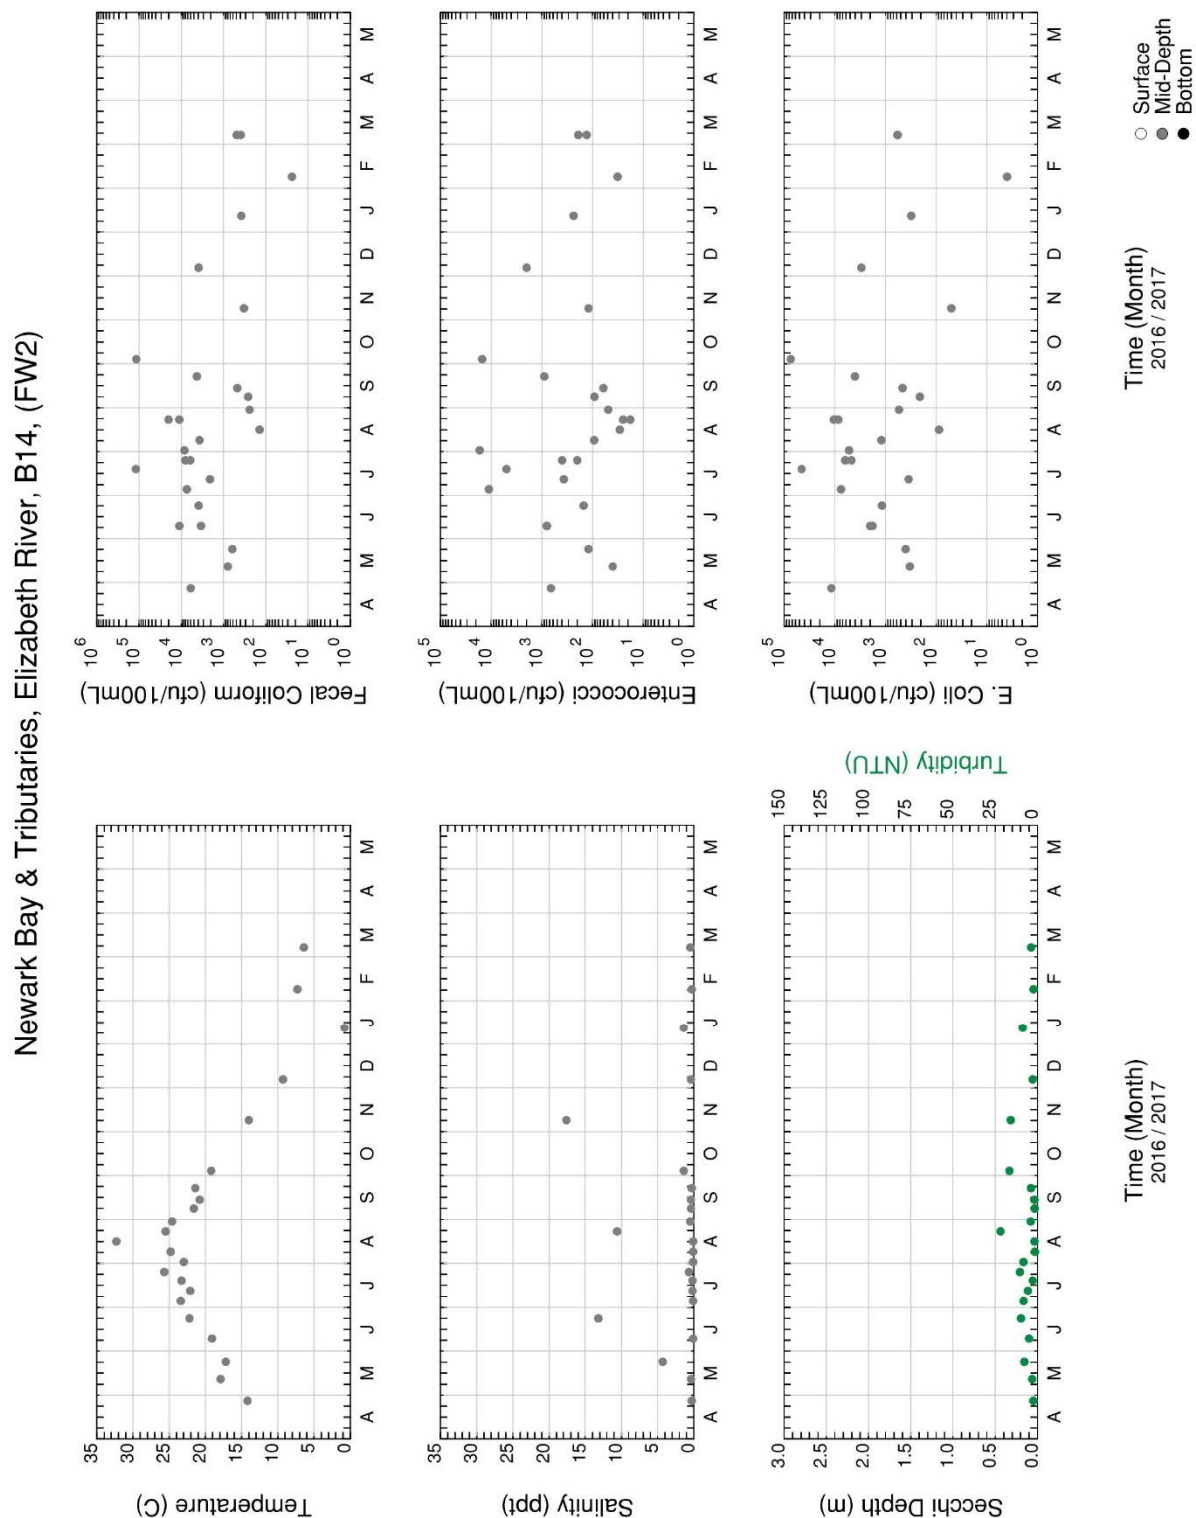 Newark Bay & Tributaries, Elizabeth River, B14, (FW2)
Temperature (C)
35
30
25
20
15
10
5
0
A M J J A S O N D J F M A M
Fecal Coliform (cfu/100mL)
10 6
10 5
10 4
10 3
10 2
10 1
10 0
A M J J A S O N D J F M A M
Salinity (ppt)
35
30
25
20
15
10
5
0
A M J J A S O N D J F M A M
Enterococci (cfu/100mL)
10 5
10 4
10 3
10 2
10 1
10 0
A M J J A S O N D J F M A M
Secchi Depth (m)
3.0
2.5
2.0
1.5
1.0
0.5
0.0
A M J J A S O N D J F M A M
150
125
100
75
50
25
0
Turbidity (NTU)
E. Coli (cfu/100mL)
10 5
10 4
10 3
10 2
10 1
10 0
A M J J A S O N D J F M A M
Time (Month)
2016 / 2017
Time (Month)
2016 / 2017
Surface
Mid-Depth
Bottom